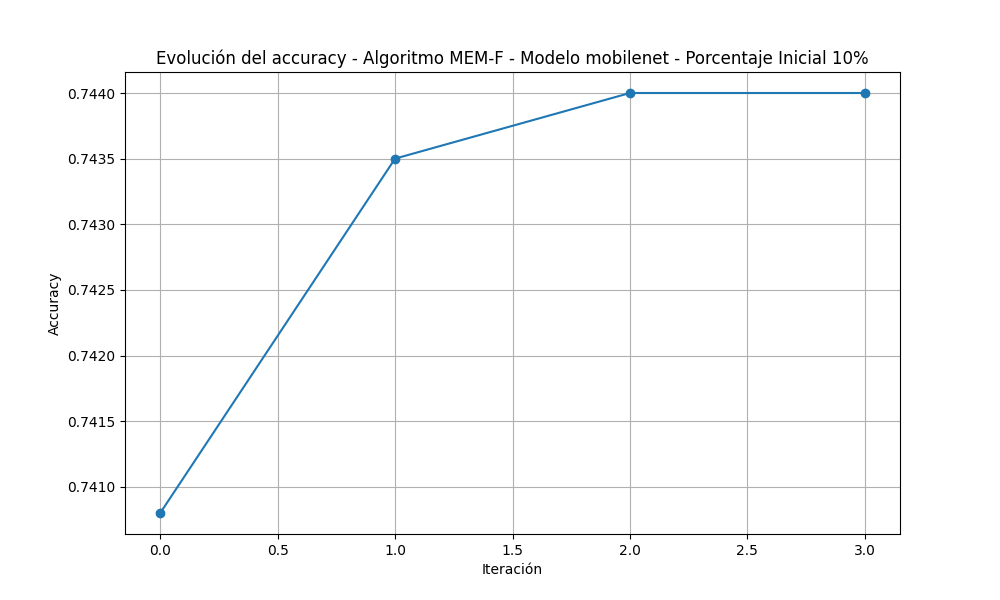 Evolución del accuracy - Algoritmo MEM-F - Modelo mobilenet - Porcentaje Inicial 10%
0.7440
0.7435
0.7430
0.7425
0.7420
0.7415
0.7410
Accuracy
0.0 0.5 1.0 1.5 2.0 2.5 3.0
Iteración